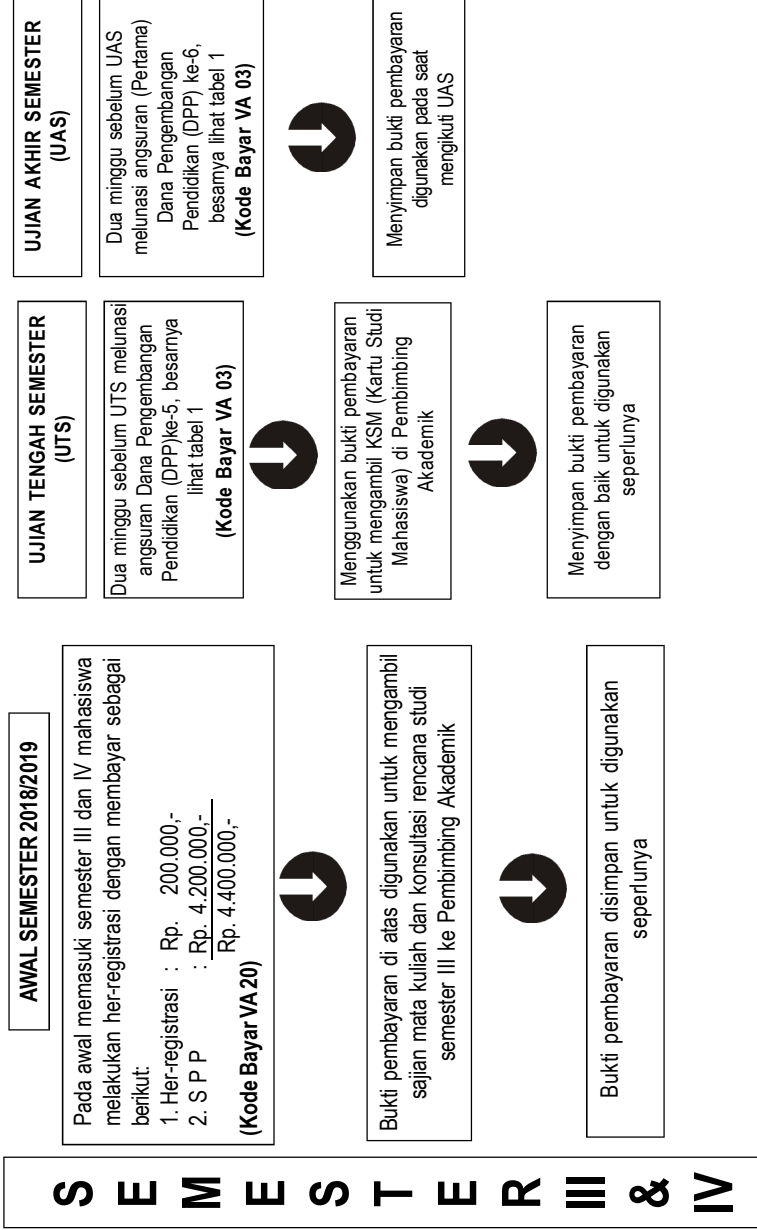 SEMESTER III & IV
AWAL SEMESTER 2018/2019
Pada awal memasuki semester III dan IV mahasiswa
melakukan her-registrasi dengan membayar sebagai
berikut:
1. Her-registrasi : Rp. 200.000,-
2. S P P : Rp. 4.200.000,-
Rp. 4.400.000,-
(Kode Bayar VA 20)
Bukti pembayaran di atas digunakan untuk mengambil
sajian mata kuliah dan konsultasi rencana studi
semester III ke Pembimbing Akademik
Bukti pembayaran disimpan untuk digunakan
seperlunya
UJIAN TENGAH SEMESTER
(UTS)
Dua minggu sebelum UTS melunasi
angsuran Dana Pengembangan
Pendidikan (DPP)ke-5, besarnya
lihat tabel 1
(Kode Bayar VA 03)
Menggunakan bukti pembayaran
untuk mengambil KSM (Kartu Studi
Mahasiswa) di Pembimbing
Akademik
Menyimpan bukti pembayaran
dengan baik untuk digunakan
seperlunya
UJIAN AKHIR SEMESTER
(UAS)
Dua minggu sebelum UAS
melunasi angsuran (Pertama)
Dana Pengembangan
Pendidikan (DPP) ke-6,
besarnya lihat tabel 1
(Kode Bayar VA 03)
Menyimpan bukti pembayaran
digunakan pada saat
mengikuti UAS